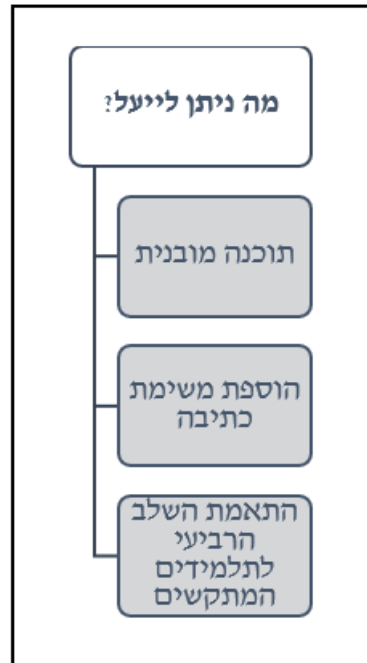 מה ניתן לייעל?
תוכנה מובנית
הוספת משימת
כתיבה
התאמת השלב
הרביעי
לתלמידים
המתקשים